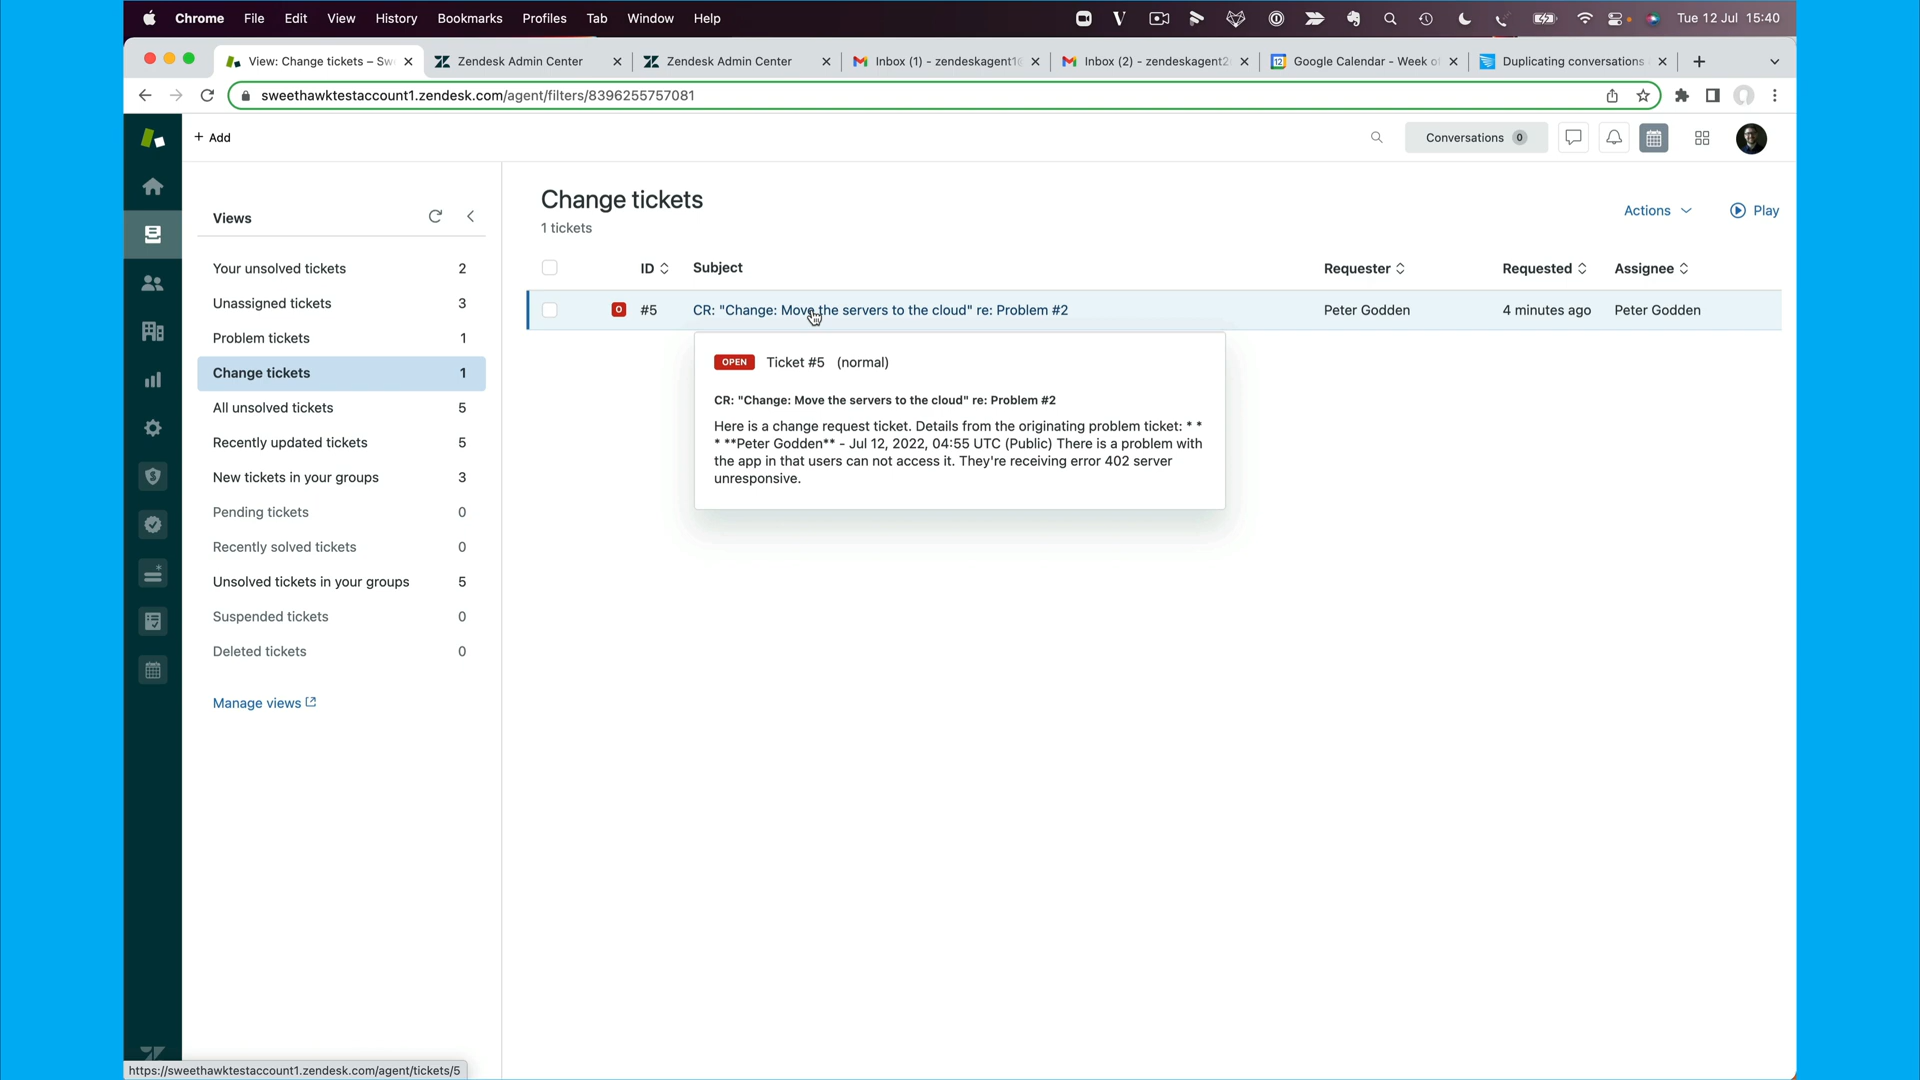 Chrome File Edit View History Bookmarks Profiles Tab Window Help Tue 12 Jul 15:40
View: Change tickets – Sw Zendesk Admin Center Zendesk Admin Center Inbox (1) - zendeskagent1 Inbox (2) - zendeskagent2 Google Calendar - Week o Duplicating conversations
sweethawktestaccount1.zendesk.com/agent/filters/8396255757081
+ Add Conversations 0
Views
Your unsolved tickets 2
Unassigned tickets 3
Problem tickets 1
Change tickets 1
All unsolved tickets 5
Recently updated tickets 5
New tickets in your groups 3
Pending tickets 0
Recently solved tickets 0
Unsolved tickets in your groups 5
Suspended tickets 0
Deleted tickets 0
Manage views
Change tickets
1 tickets
Actions Play
ID Subject Requester Requested Assignee
O #5 CR: "Change: Move the servers to the cloud" re: Problem #2 Peter Godden 4 minutes ago Peter Godden
OPEN Ticket #5 (normal)
CR: "Change: Move the servers to the cloud" re: Problem #2
Here is a change request ticket. Details from the originating problem ticket: * *
* **Peter Godden** - Jul 12, 2022, 04:55 UTC (Public) There is a problem with
the app in that users can not access it. They're receiving error 402 server
unresponsive.
https://sweethawktestaccount1.zendesk.com/agent/tickets/5